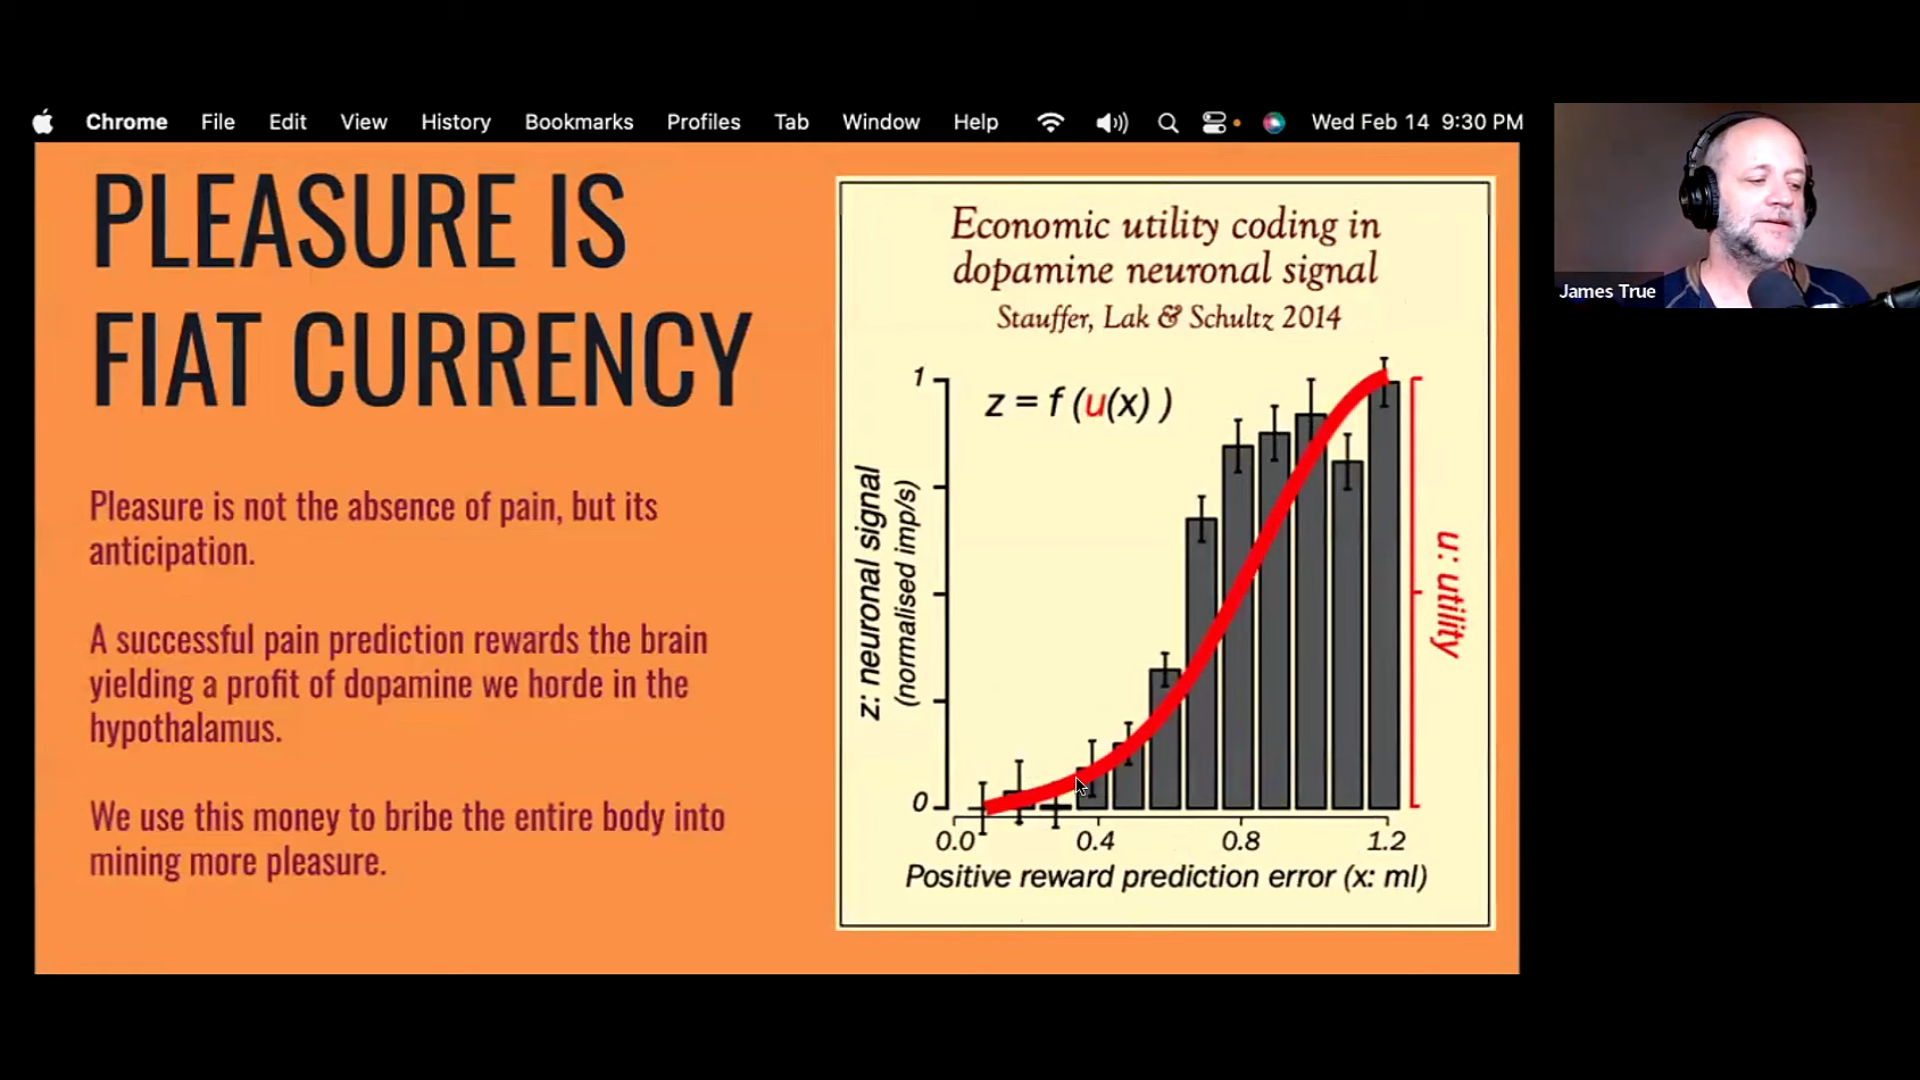 Chrome File Edit View History Bookmarks Profiles Tab Window Help Wed Feb 14 9:30 PM
PLEASURE IS
FIAT CURRENCY
Pleasure is not the absence of pain, but its
anticipation.
A successful pain prediction rewards the brain
yielding a profit of dopamine we horde in the
hypothalamus.
We use this money to bribe the entire body into
mining more pleasure.
Economic utility coding in
dopamine neuronal signal
Stauffer, Lak & Schultz 2014
z = f (u(x) )
1
0
z: neuronal signal
(normalised imp/s)
u: utility
0.0 0.4 0.8 1.2
Positive reward prediction error (x: ml)
James True